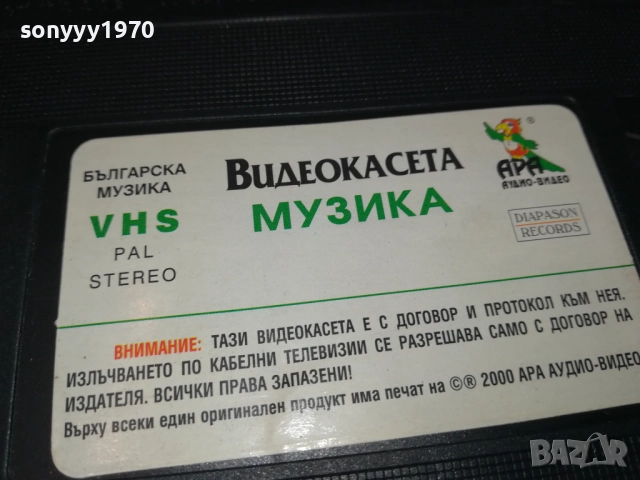 sonyyy1970
БЪЛГАРСКА
МУЗИКА
VHS
PAL
STEREO
ВИДЕОКАСЕТА
МУЗИКА
®
АРА
АУДИО-ВИДЕО
DIAPASON
RECORDS
ВНИМАНИЕ: ТАЗИ ВИДЕОКАСЕТА Е С ДОГОВОР И ПРОТОКОЛ КЪМ НЕЯ.
ИЗЛЪЧВАНЕТО ПО КАБЕЛНИ ТЕЛЕВИЗИИ СЕ РАЗРЕШАВА САМО С ДОГОВОР НА
ИЗДАТЕЛЯ. ВСИЧКИ ПРАВА ЗАПАЗЕНИ!
Върху всеки един оригинален продукт има печат на ©® 2000 АРА АУДИО-ВИДЕО
BAZAR